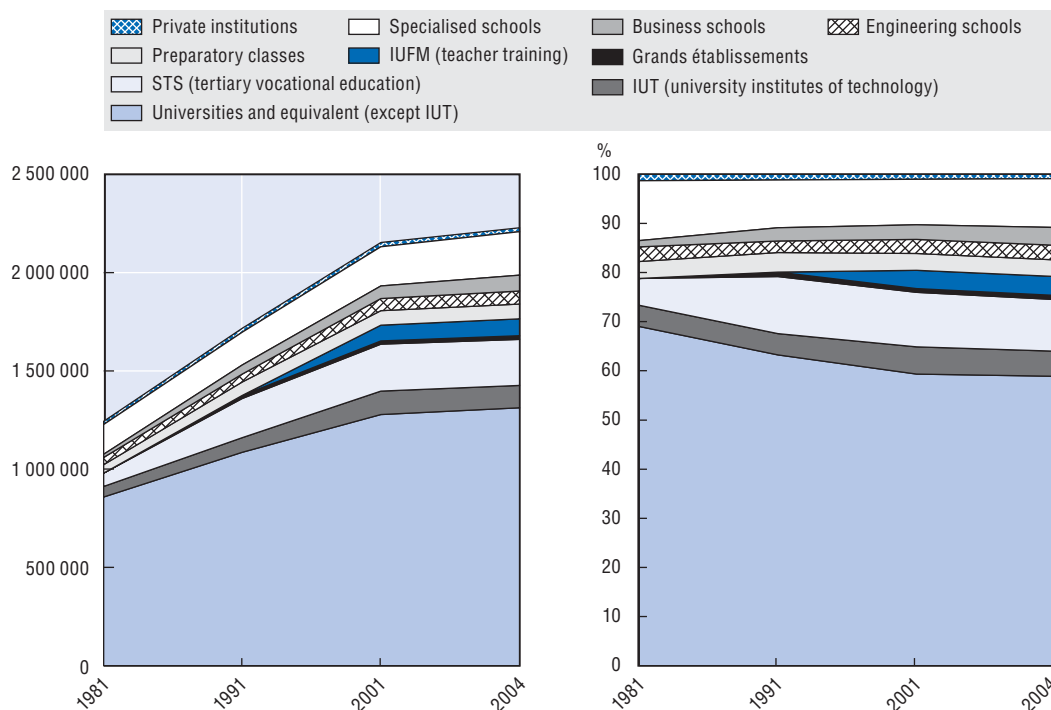 Private institutions
Specialised schools
Business schools
Engineering schools
Preparatory classes
IUFM (teacher training)
Grands établissements
STS (tertiary vocational education)
IUT (university institutes of technology)
Universities and equivalent (except IUT)
2 500 000
2 000 000
1 500 000
1 000 000
500 000
0
1981
1991
2001
2004
%
100
90
80
70
60
50
40
30
20
10
0
1981
1991
2001
2004